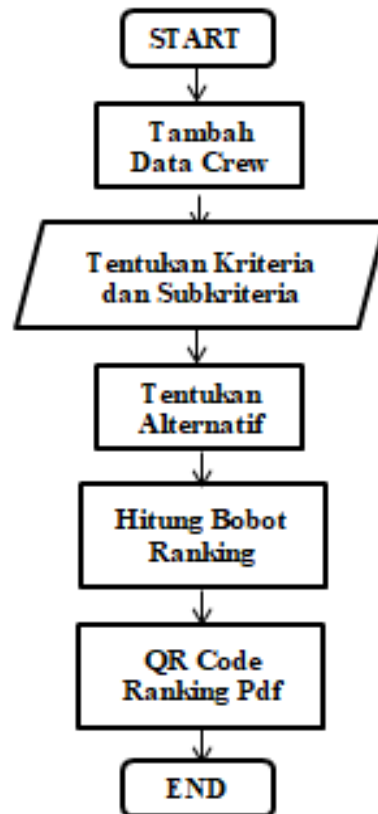 START
Tambah
Data Crew
Tentukan Kriteria
dan Subkriteria
Tentukan
Alternatif
Hitung Bobot
Ranking
QR Code
Ranking Pdf
END